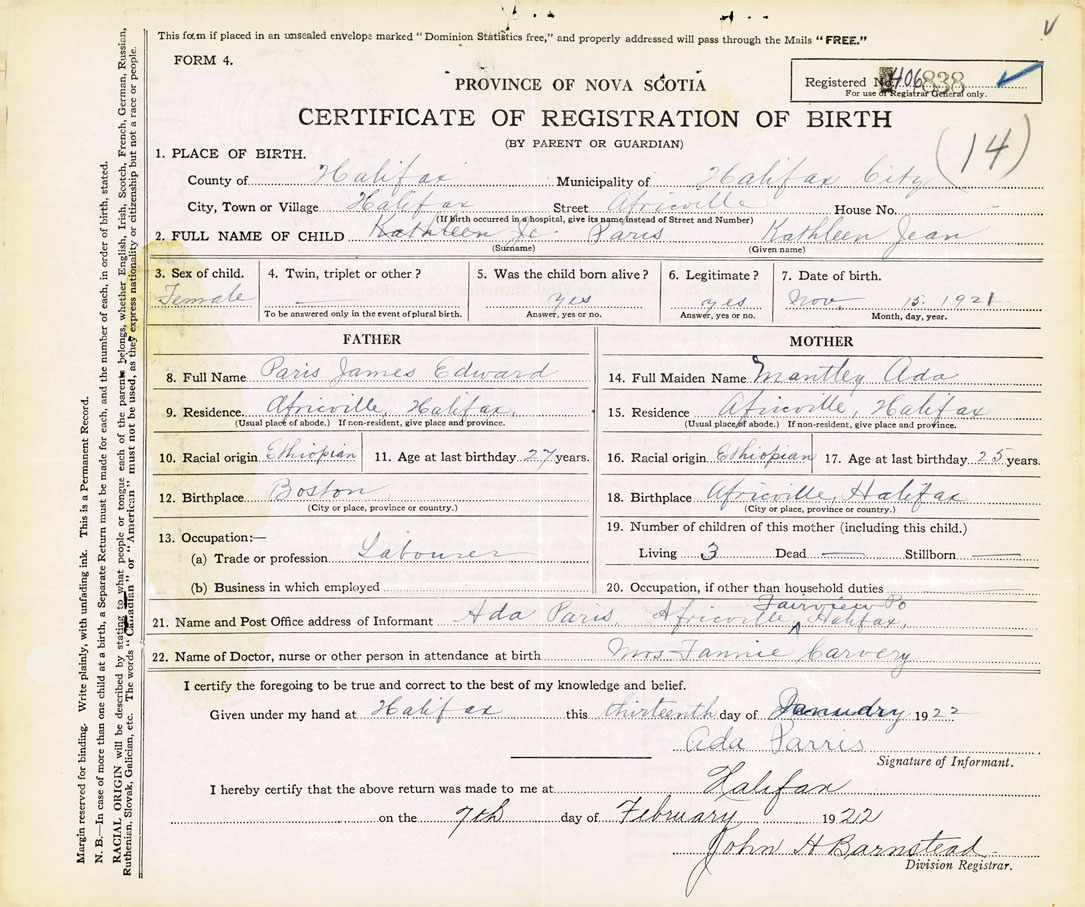 This form if placed in an unsealed envelope marked "Dominion Statistics free," and properly addressed will pass through the Mails "FREE."
FORM 4.
PROVINCE OF NOVA SCOTIA
Registered No. 406838
For use of Registrar General only.
CERTIFICATE OF REGISTRATION OF BIRTH
(BY PARENT OR GUARDIAN)
(14)
1. PLACE OF BIRTH.
County of Halifax Municipality of Halifax City
City, Town or Village Halifax Street Africville House No.
(If birth occurred in a hospital, give its name instead of Street and Number)
2. FULL NAME OF CHILD Kathleen Je Paris Kathleen Jean
(Surname) (Given name)
3. Sex of child. 4. Twin, triplet or other? 5. Was the child born alive? 6. Legitimate? 7. Date of birth.
Female yes yes Nov 15. 1921
To be answered only in the event of plural birth. Answer, yes or no. Answer, yes or no. Month, day, year.
FATHER
8. Full Name Paris James Edward
9. Residence. Africville, Halifax.
(Usual place of abode.) If non-resident, give place and province.
10. Racial origin Ethiopian 11. Age at last birthday 27 years.
12. Birthplace Boston
(City or place, province or country.)
13. Occupation:—
(a) Trade or profession Labourer
(b) Business in which employed
MOTHER
14. Full Maiden Name Mantley Ada
15. Residence Africville, Halifax
(Usual place of abode.) If non-resident, give place and province.
16. Racial origin Ethiopian 17. Age at last birthday 25 years.
18. Birthplace Africville, Halifax
(City or place, province or country.)
19. Number of children of this mother (including this child.)
Living 3 Dead — Stillborn —
20. Occupation, if other than household duties
Fairview Po
21. Name and Post Office address of Informant Ada Paris, Africville, Halifax.
22. Name of Doctor, nurse or other person in attendance at birth Mrs Fannie Carvery
I certify the foregoing to be true and correct to the best of my knowledge and belief.
Given under my hand at Halifax this thirteenth day of January 1922
Ada Parris
Signature of Informant.
I hereby certify that the above return was made to me at Halifax
on the 7th day of February 1922
John H Barnstead
Division Registrar.
Margin reserved for binding. Write plainly, with unfading ink. This is a Permanent Record.
N. B.—In case of more than one child at a birth, a Separate Return must be made for each, and the number of each, in order of birth, stated.
RACIAL ORIGIN will be described by stating to what people or tongue each of the parents belongs, whether English, Irish, Scotch, French, German, Russian,
Ruthenian, Slovak, Galician, etc. The words "Canadian" or "American" must not be used, as they express nationality or citizenship but not a race or people.